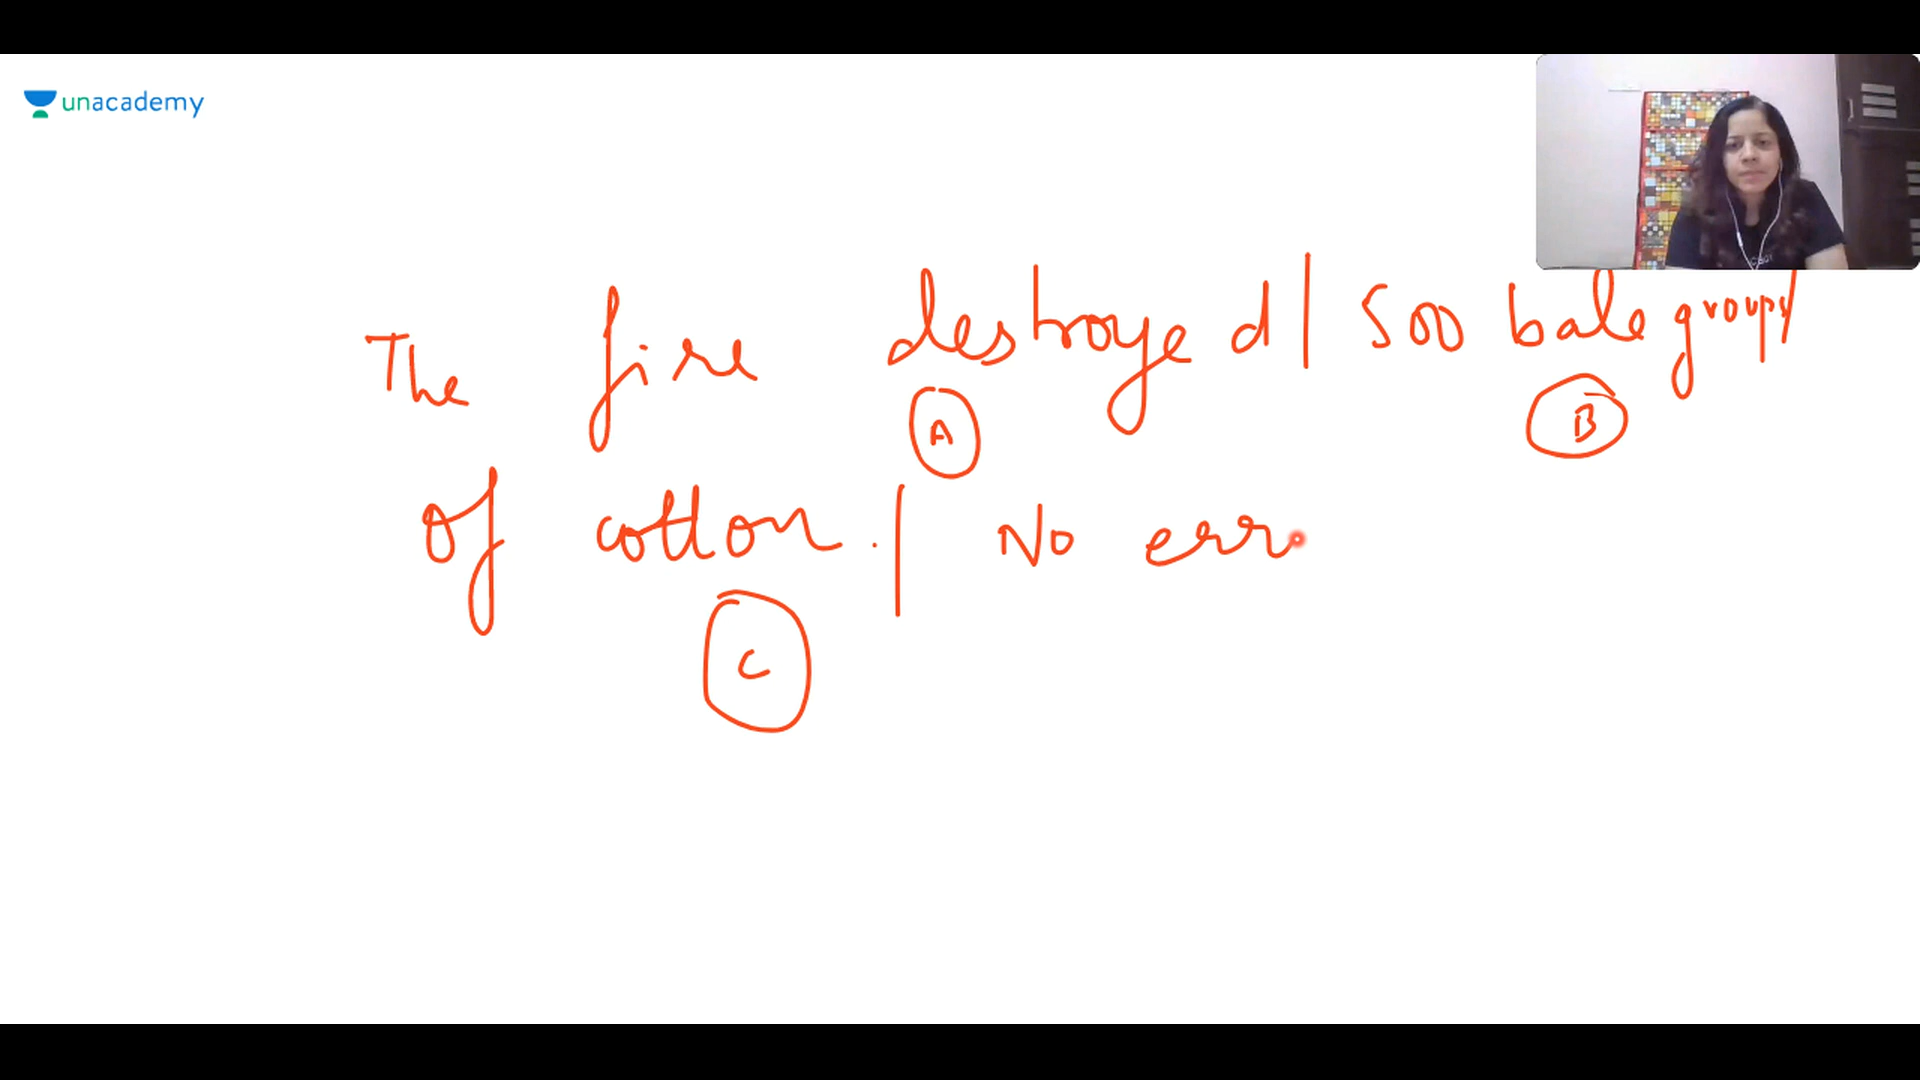 unacademy
The fire destroyed | 500 bale groups |
A B
of cotton. | No erro
C